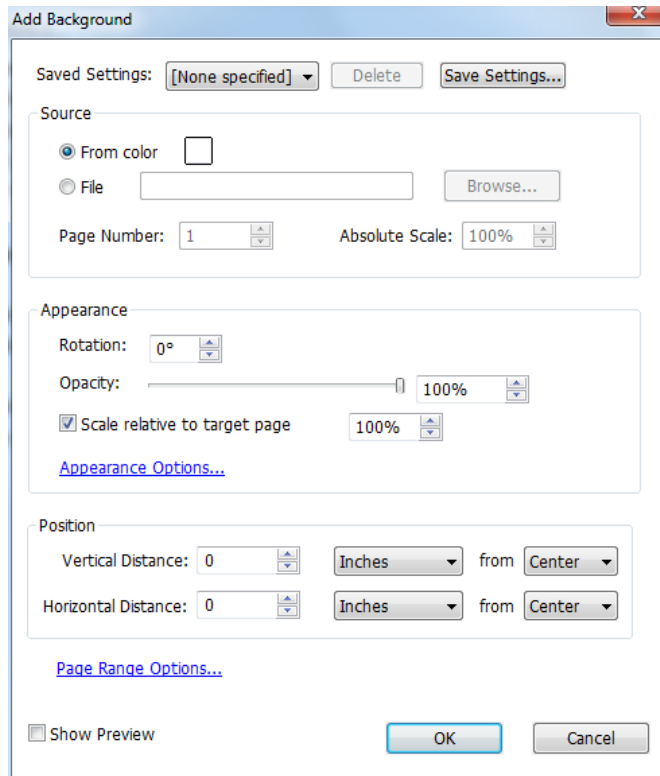 Add Background
Saved Settings: [None specified] Delete Save Settings...
Source
From color
File Browse...
Page Number: 1 Absolute Scale: 100%
Appearance
Rotation: 0°
Opacity: 100%
Scale relative to target page 100%
Appearance Options...
Position
Vertical Distance: 0 Inches from Center
Horizontal Distance: 0 Inches from Center
Page Range Options...
Show Preview OK Cancel